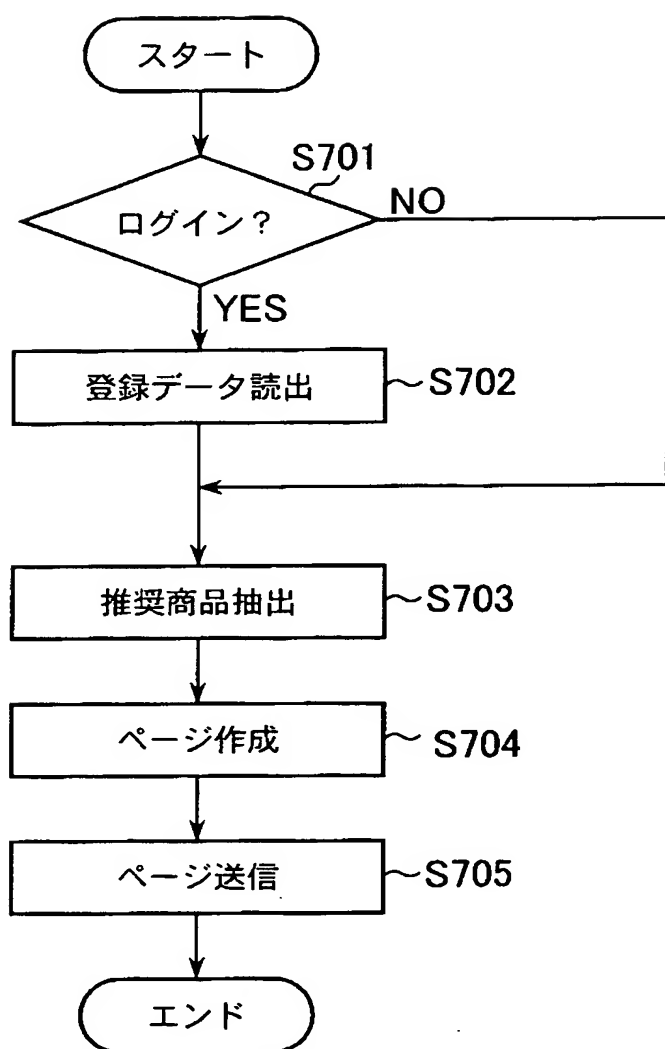 スタート
S701
ログイン？
NO
YES
登録データ読出
S702
推奨商品抽出
S703
ページ作成
S704
ページ送信
S705
エンド